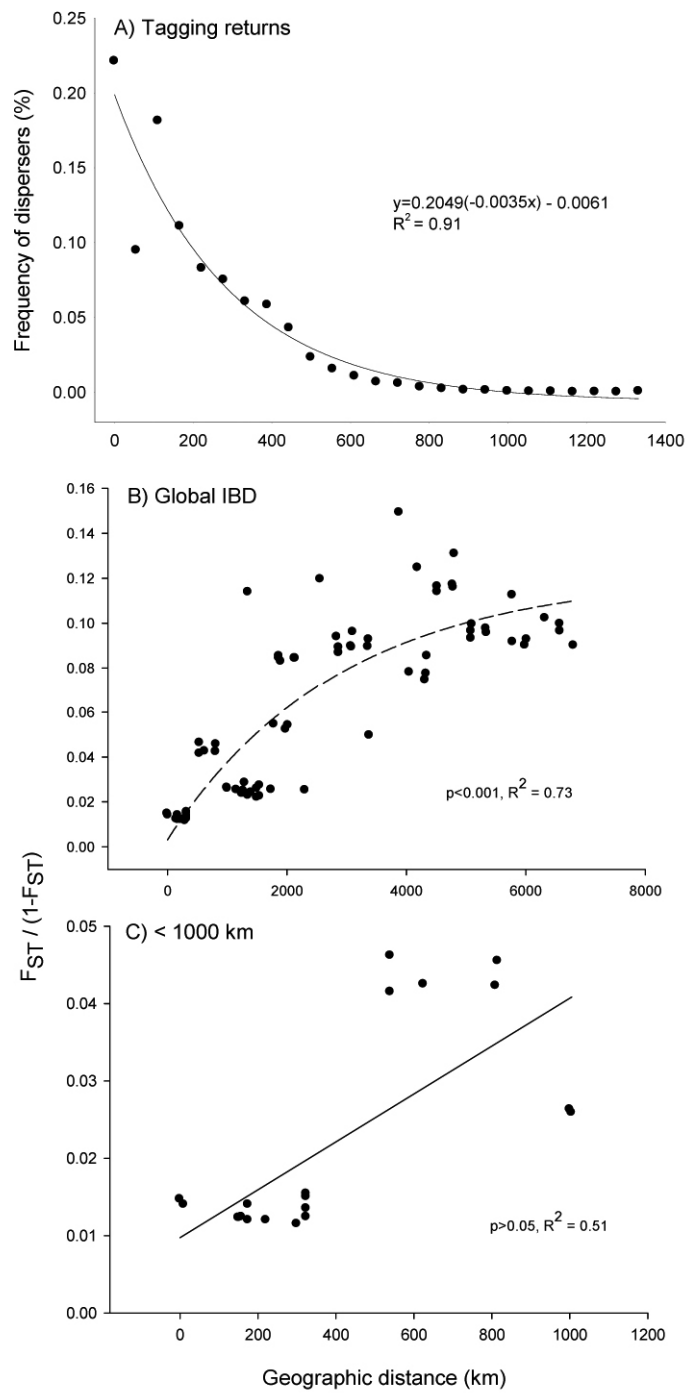 A) Tagging returns
Frequency of dispersers (%)
0.25
0.20
0.15
0.10
0.05
0.00
y=0.2049(-0.0035x) - 0.0061
R² = 0.91
0 200 400 600 800 1000 1200 1400
B) Global IBD
0.16
0.14
0.12
0.10
0.08
0.06
0.04
0.02
0.00
p<0.001, R² = 0.73
0 2000 4000 6000 8000
FST / (1-FST)
C) < 1000 km
0.05
0.04
0.03
0.02
0.01
0.00
p>0.05, R² = 0.51
0 200 400 600 800 1000 1200
Geographic distance (km)